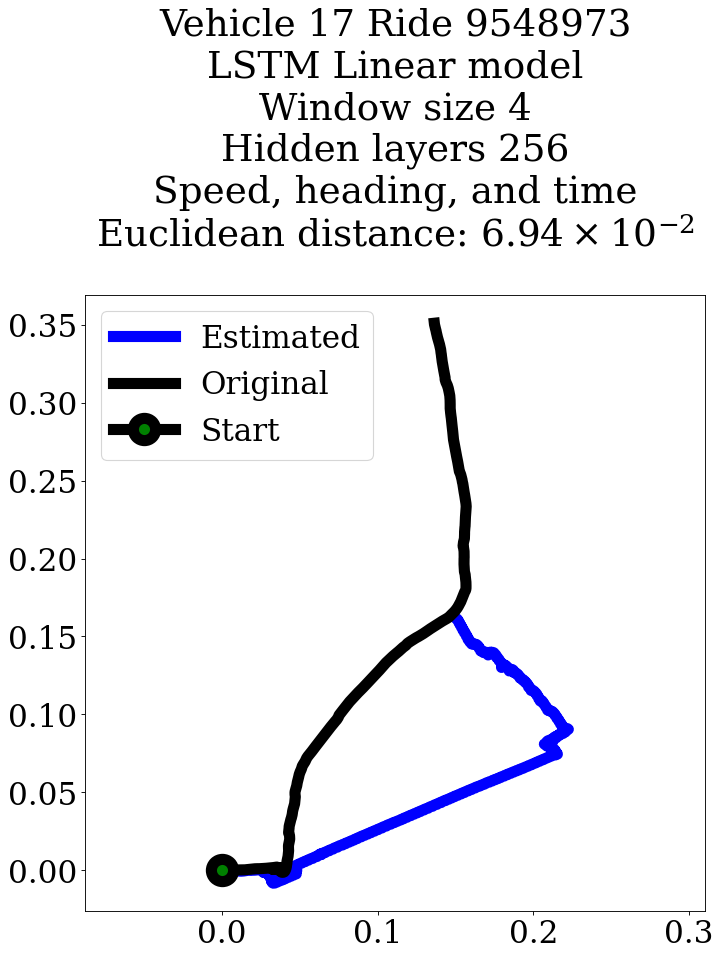 Vehicle 17 Ride 9548973
LSTM Linear model
Window size 4
Hidden layers 256
Speed, heading, and time
Euclidean distance: 6.94 × 10⁻²
Estimated
Original
Start
0.35
0.30
0.25
0.20
0.15
0.10
0.05
0.00
0.0 0.1 0.2 0.3